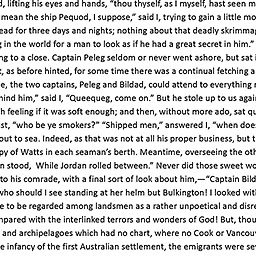 d, lifting his eyes and hands, "thou thyself, as I myself, hast seen m
mean the ship Pequod, I suppose," said I, trying to gain a little mo
ead for three days and nights; nothing about that deadly skrimmag
g in the world for a man to look as if he had a great secret in him."
ng to a close. Captain Peleg seldom or never went ashore, but sat i
t, as before hinted, for some time there was a continual fetching a
e, the two captains, Peleg and Bildad, could attend to everything n
hind him," said I, "Queequeg, come on." But he stole up to us agai
h feeling if it was soft enough; and then, without more ado, sat qu
st, "who be ye smokers?" "Shipped men," answered I, "when doe
out to sea. Indeed, as that was not at all his proper business, but t
py of Watts in each seaman's berth. Meantime, overseeing the oth
n stood, While Jordan rolled between." Never did those sweet wo
to his comrade, with a final sort of look about him,—"Captain Bild
who should I see standing at her helm but Bulkington! I looked wit
e to be regarded among landsmen as a rather unpoetical and disre
mpared with the interlinked terrors and wonders of God! But, thou
and archipelagoes which had no chart, where no Cook or Vancouv
e infancy of the first Australian settlement, the emigrants were sev